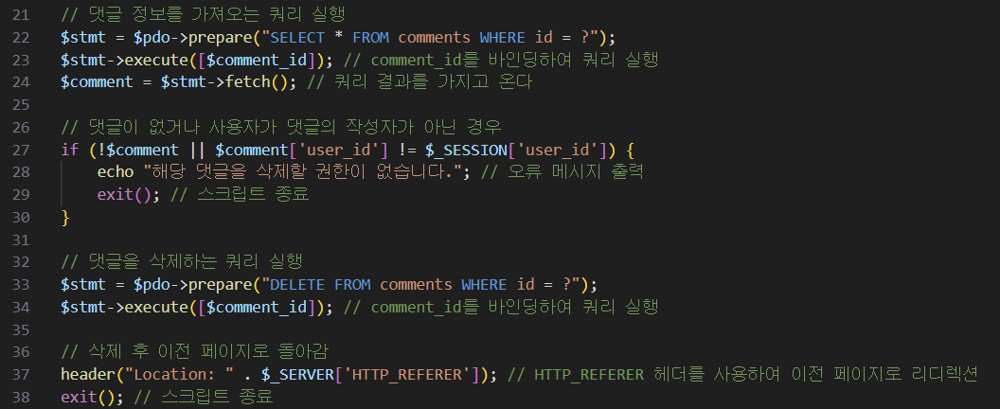 21 // 댓글 정보를 가져오는 쿼리 실행
22 $stmt = $pdo->prepare("SELECT * FROM comments WHERE id = ?");
23 $stmt->execute([$comment_id]); // comment_id를 바인딩하여 쿼리 실행
24 $comment = $stmt->fetch(); // 쿼리 결과를 가지고 온다
25
26 // 댓글이 없거나 사용자가 댓글의 작성자가 아닌 경우
27 if (!$comment || $comment['user_id'] != $_SESSION['user_id']) {
28     echo "해당 댓글을 삭제할 권한이 없습니다."; // 오류 메시지 출력
29     exit(); // 스크립트 종료
30 }
31
32 // 댓글을 삭제하는 쿼리 실행
33 $stmt = $pdo->prepare("DELETE FROM comments WHERE id = ?");
34 $stmt->execute([$comment_id]); // comment_id를 바인딩하여 쿼리 실행
35
36 // 삭제 후 이전 페이지로 돌아감
37 header("Location: " . $_SERVER['HTTP_REFERER']); // HTTP_REFERER 헤더를 사용하여 이전 페이지로 리디렉션
38 exit(); // 스크립트 종료